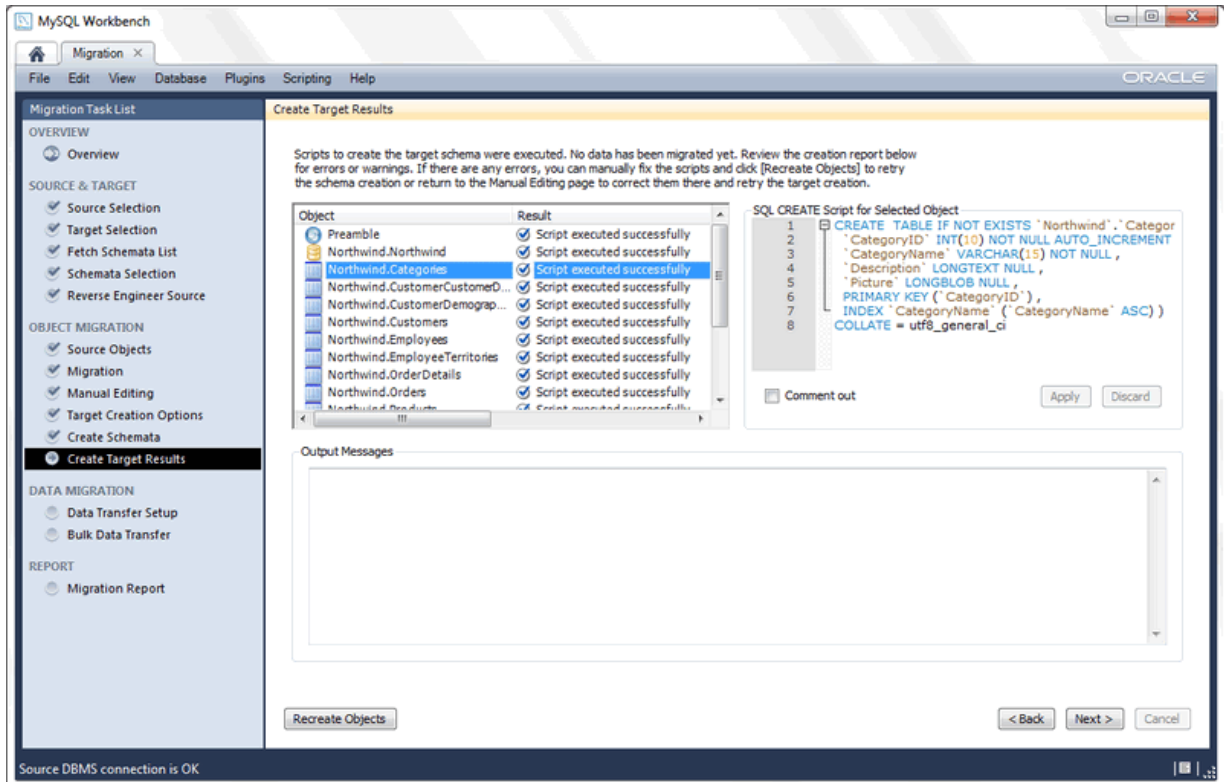 MySQL Workbench
Migration
File Edit View Database Plugins Scripting Help
ORACLE
Migration Task List
OVERVIEW
Overview
SOURCE & TARGET
Source Selection
Target Selection
Fetch Schemata List
Schemata Selection
Reverse Engineer Source
OBJECT MIGRATION
Source Objects
Migration
Manual Editing
Target Creation Options
Create Schemata
Create Target Results
DATA MIGRATION
Data Transfer Setup
Bulk Data Transfer
REPORT
Migration Report
Create Target Results
Scripts to create the target schema were executed. No data has been migrated yet. Review the creation report below
for errors or warnings. If there are any errors, you can manually fix the scripts and click [Recreate Objects] to retry
the schema creation or return to the Manual Editing page to correct them there and retry the target creation.
Object Result
Preamble Script executed successfully
Northwind.Northwind Script executed successfully
Northwind.Categories Script executed successfully
Northwind.CustomerCustomerD... Script executed successfully
Northwind.CustomerDemograp... Script executed successfully
Northwind.Customers Script executed successfully
Northwind.Employees Script executed successfully
Northwind.EmployeeTerritories Script executed successfully
Northwind.OrderDetails Script executed successfully
Northwind.Orders Script executed successfully
Northwind.Products Script executed successfully
SQL CREATE Script for Selected Object
1 CREATE TABLE IF NOT EXISTS `Northwind`.`Categor
2 `CategoryID` INT(10) NOT NULL AUTO_INCREMENT
3 `CategoryName` VARCHAR(15) NOT NULL ,
4 `Description` LONGTEXT NULL ,
5 `Picture` LONGBLOB NULL ,
6 PRIMARY KEY (`CategoryID`) ,
7 INDEX `CategoryName` (`CategoryName` ASC) )
8 COLLATE = utf8_general_ci
Comment out
Apply Discard
Output Messages
Recreate Objects
< Back Next > Cancel
Source DBMS connection is OK